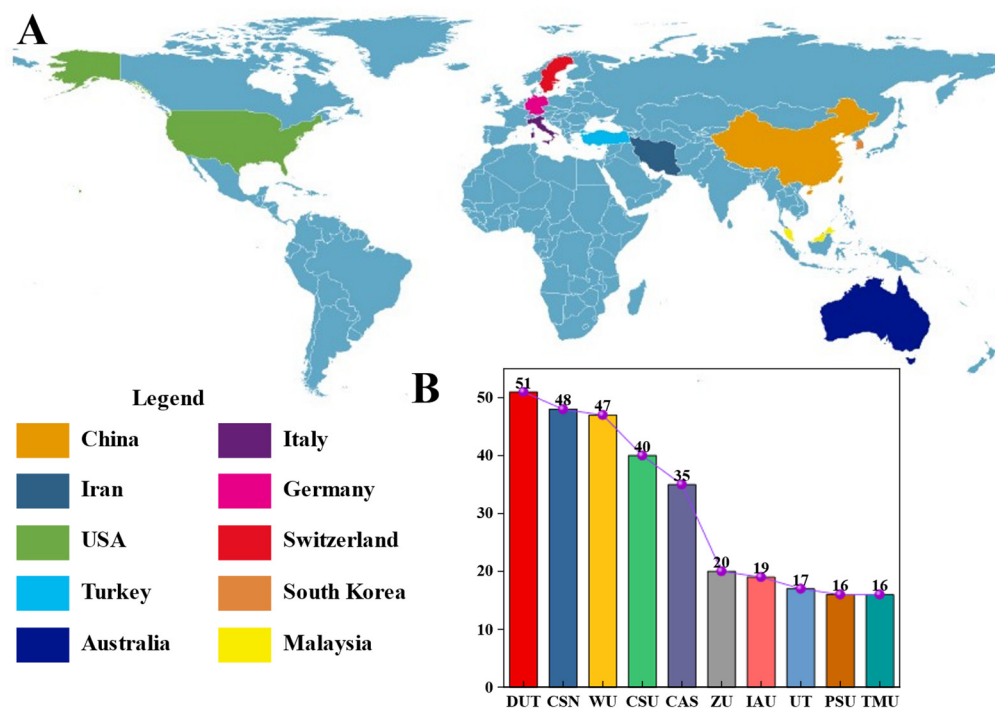 A
Legend
China
Italy
Iran
Germany
USA
Switzerland
Turkey
South Korea
Australia
Malaysia
B
51
48
47
40
35
20
19
17
16
16
50
40
30
20
10
0
DUT CSN WU CSU CAS ZU IAU UT PSU TMU